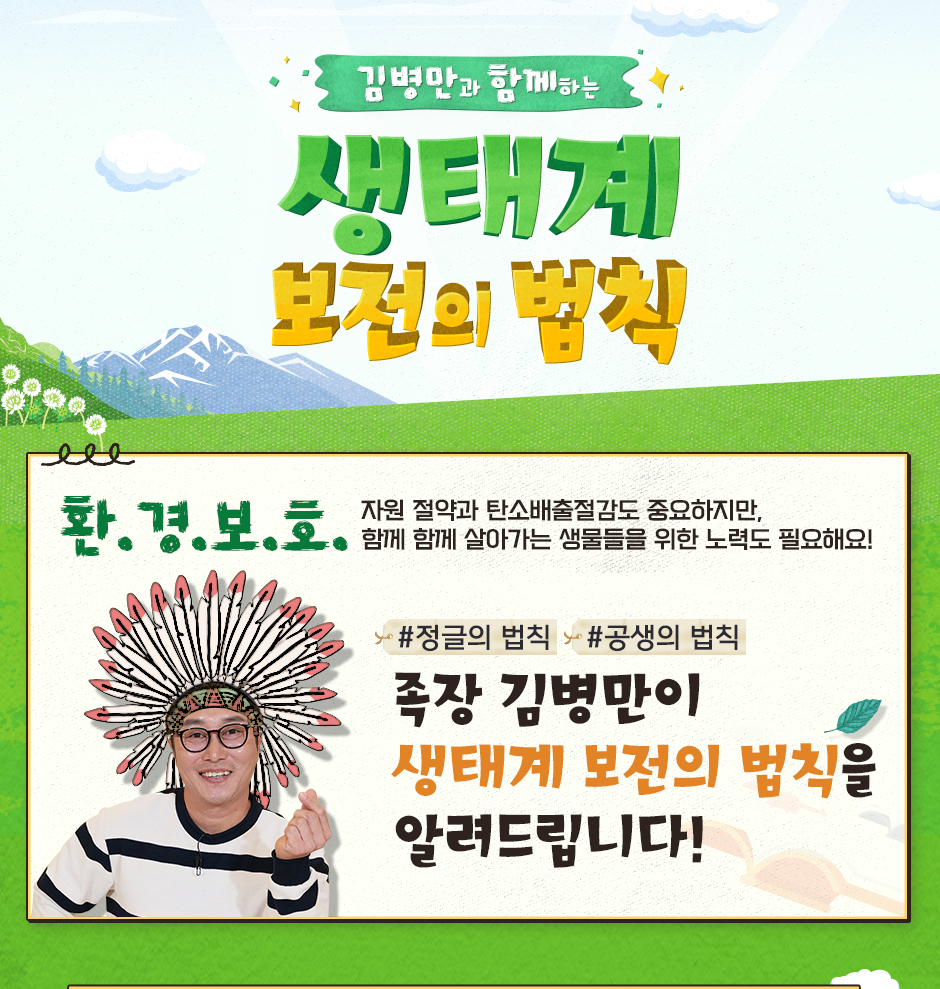 김병만과 함께하는
생태계
보전의 법칙
환.경.보.호.
자원 절약과 탄소배출절감도 중요하지만,
함께 함께 살아가는 생물들을 위한 노력도 필요해요!
#정글의 법칙 #공생의 법칙
족장 김병만이
생태계 보전의 법칙을
알려드립니다!